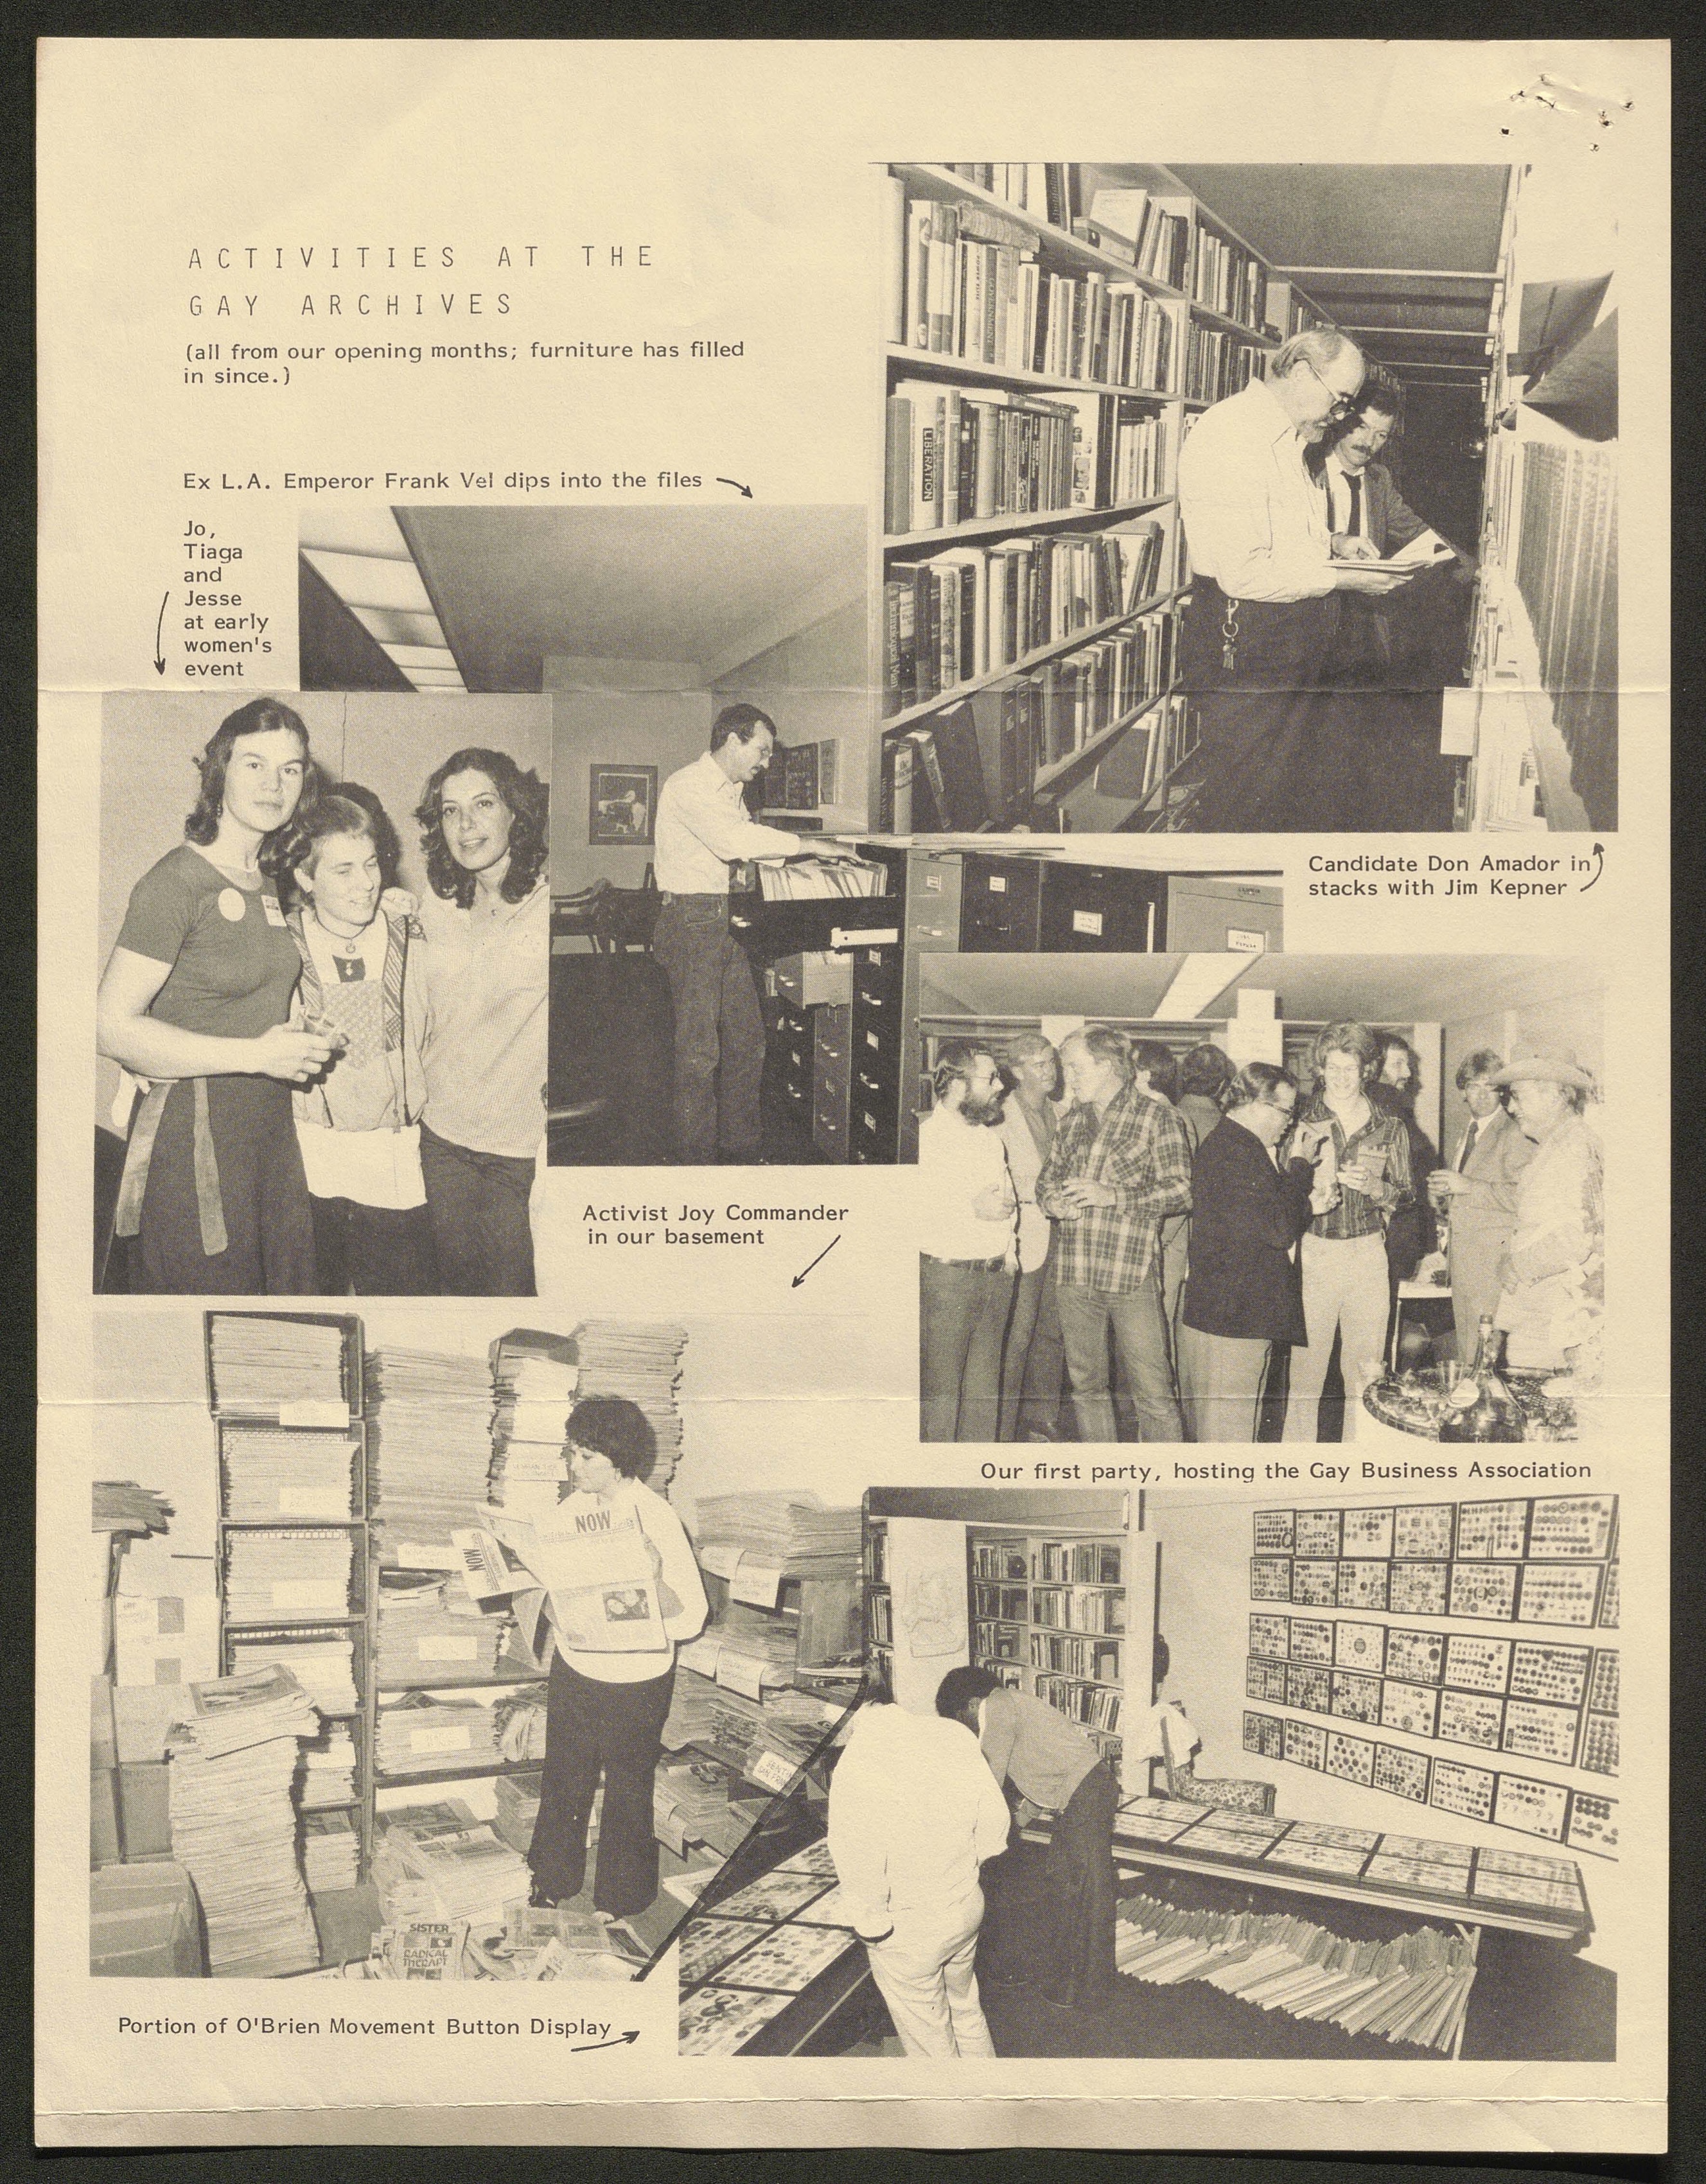 ACTIVITIES AT THE
GAY ARCHIVES
(all from our opening months; furniture has filled
in since.)
Ex L.A. Emperor Frank Vel dips into the files
Jo,
Tiaga
and
Jesse
at early
women's
event
LIBERATION
Candidate Don Amador in
stacks with Jim Kepner
Activist Joy Commander
in our basement
Our first party, hosting the Gay Business Association
NOW
NOW
SISTER
RADICAL
THERAPY
Portion of O'Brien Movement Button Display